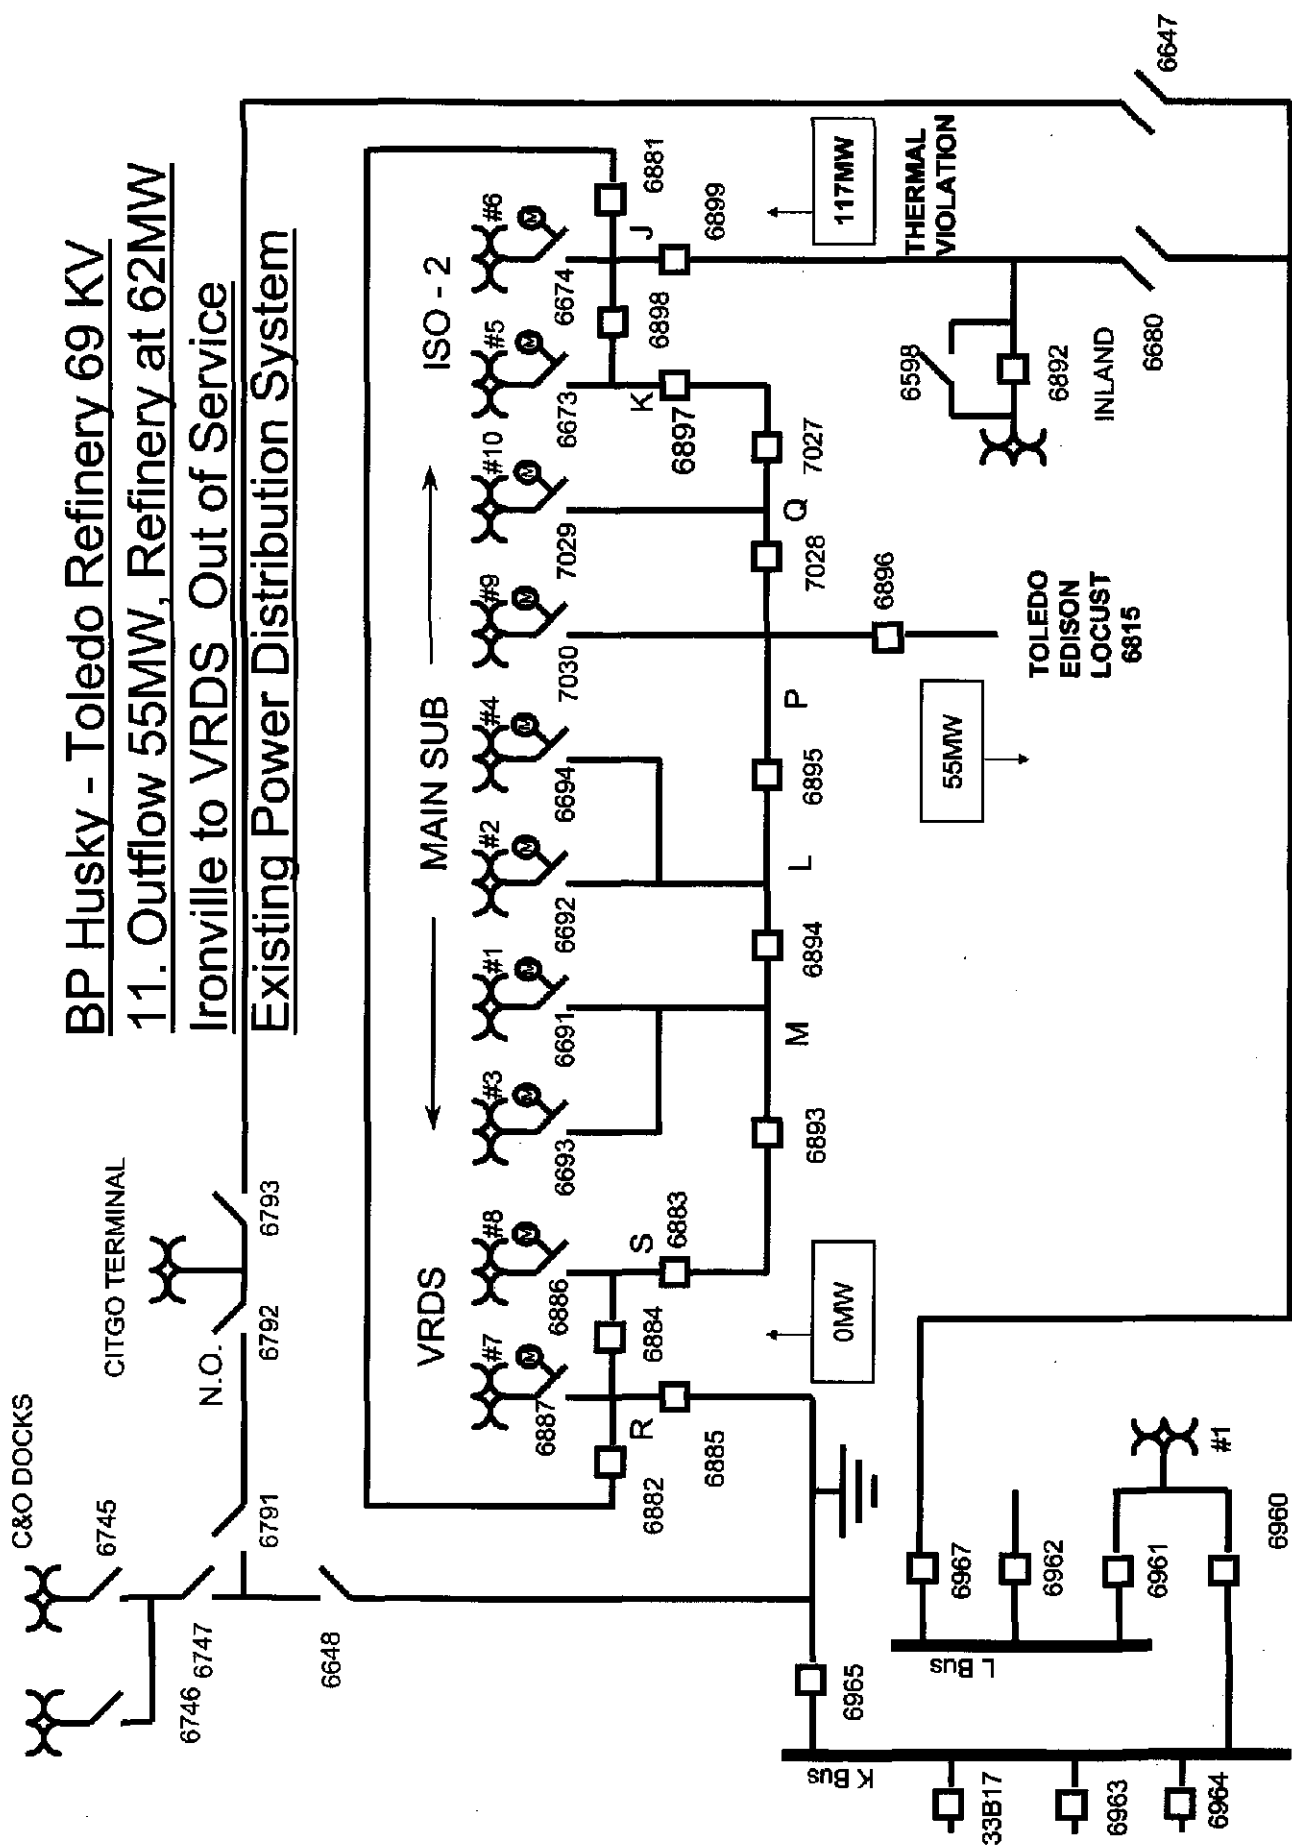 BP Husky - Toledo Refinery 69 KV
11. Outflow 55MW, Refinery at 62MW
Ironville to VRDS Out of Service
Existing Power Distribution System
C&O DOCKS
6745
6746
6747
6791
6648
CITGO TERMINAL
N.O.
6792
6793
VRDS
MAIN SUB
ISO - 2
#7
#8
#3
#1
#2
#4
#9
#10
#5
#6
M
M
M
M
M
M
M
M
M
M
6887
6886
6693
6691
6692
6694
7030
7029
6673
6674
6882
R
6884
S
6883
6885
K
6898
J
6881
6897
6899
6893
M
6894
L
6895
P
7028
Q
7027
6896
0MW
55MW
TOLEDO
EDISON
LOCUST
6815
117MW
THERMAL
VIOLATION
6598
6892
INLAND
6680
6647
6965
K Bus
33B17
6963
6964
L Bus
6967
6962
6961
6960
#1